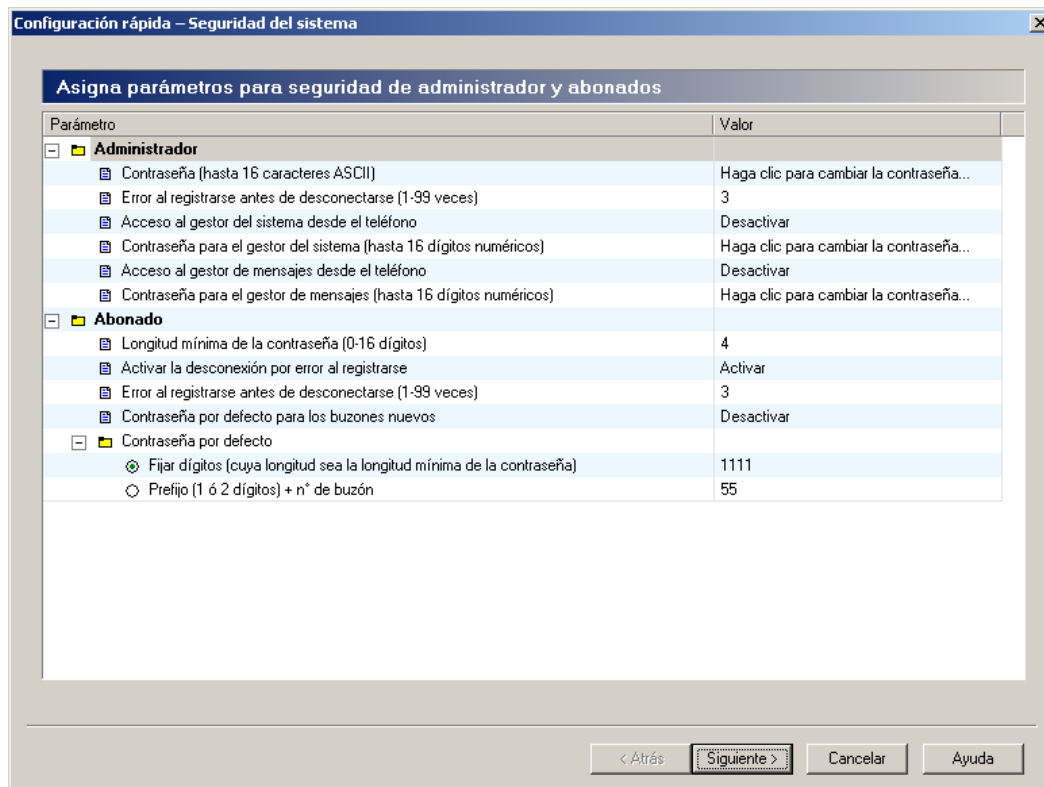 Configuración rápida – Seguridad del sistema
Asigna parámetros para seguridad de administrador y abonados
Parámetro Valor
Administrador
Contraseña (hasta 16 caracteres ASCII) Haga clic para cambiar la contraseña...
Error al registrarse antes de desconectarse (1-99 veces) 3
Acceso al gestor del sistema desde el teléfono Desactivar
Contraseña para el gestor del sistema (hasta 16 dígitos numéricos) Haga clic para cambiar la contraseña...
Acceso al gestor de mensajes desde el teléfono Desactivar
Contraseña para el gestor de mensajes (hasta 16 dígitos numéricos) Haga clic para cambiar la contraseña...
Abonado
Longitud mínima de la contraseña (0-16 dígitos) 4
Activar la desconexión por error al registrarse Activar
Error al registrarse antes de desconectarse (1-99 veces) 3
Contraseña por defecto para los buzones nuevos Desactivar
Contraseña por defecto
Fijar dígitos (cuya longitud sea la longitud mínima de la contraseña) 1111
Prefijo (1 ó 2 dígitos) + n° de buzón 55
< Atrás Siguiente > Cancelar Ayuda